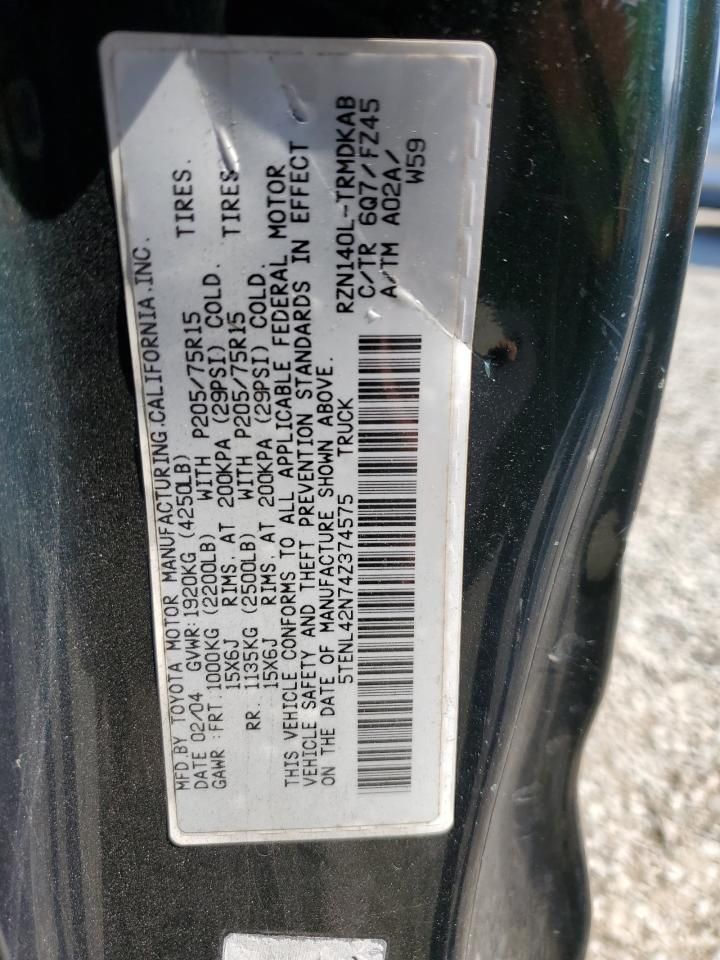 MFD.BY TOYOTA MOTOR MANUFACTURING.CALIFORNIA.INC.
DATE 02/04 GVWR:1920KG (4250LB)
GAWR:FRT.1000KG (2200LB) WITH P205/75R15 TIRES.
15X6J RIMS. AT 200KPA (29PSI) COLD.
RR. 1135KG (2500LB) WITH P205/75R15 TIRES.
15X6J RIMS. AT 200KPA (29PSI) COLD.
THIS VEHICLE CONFORMS TO ALL APPLICABLE FEDERAL MOTOR
VEHICLE SAFETY AND THEFT PREVENTION STANDARDS IN EFFECT
ON THE DATE OF MANUFACTURE SHOWN ABOVE.
5TENL42N74Z374575 TRUCK
RZN140L-TRMDKAB
C/TR 6Q7/FZ45
A/TM A02A/
W59